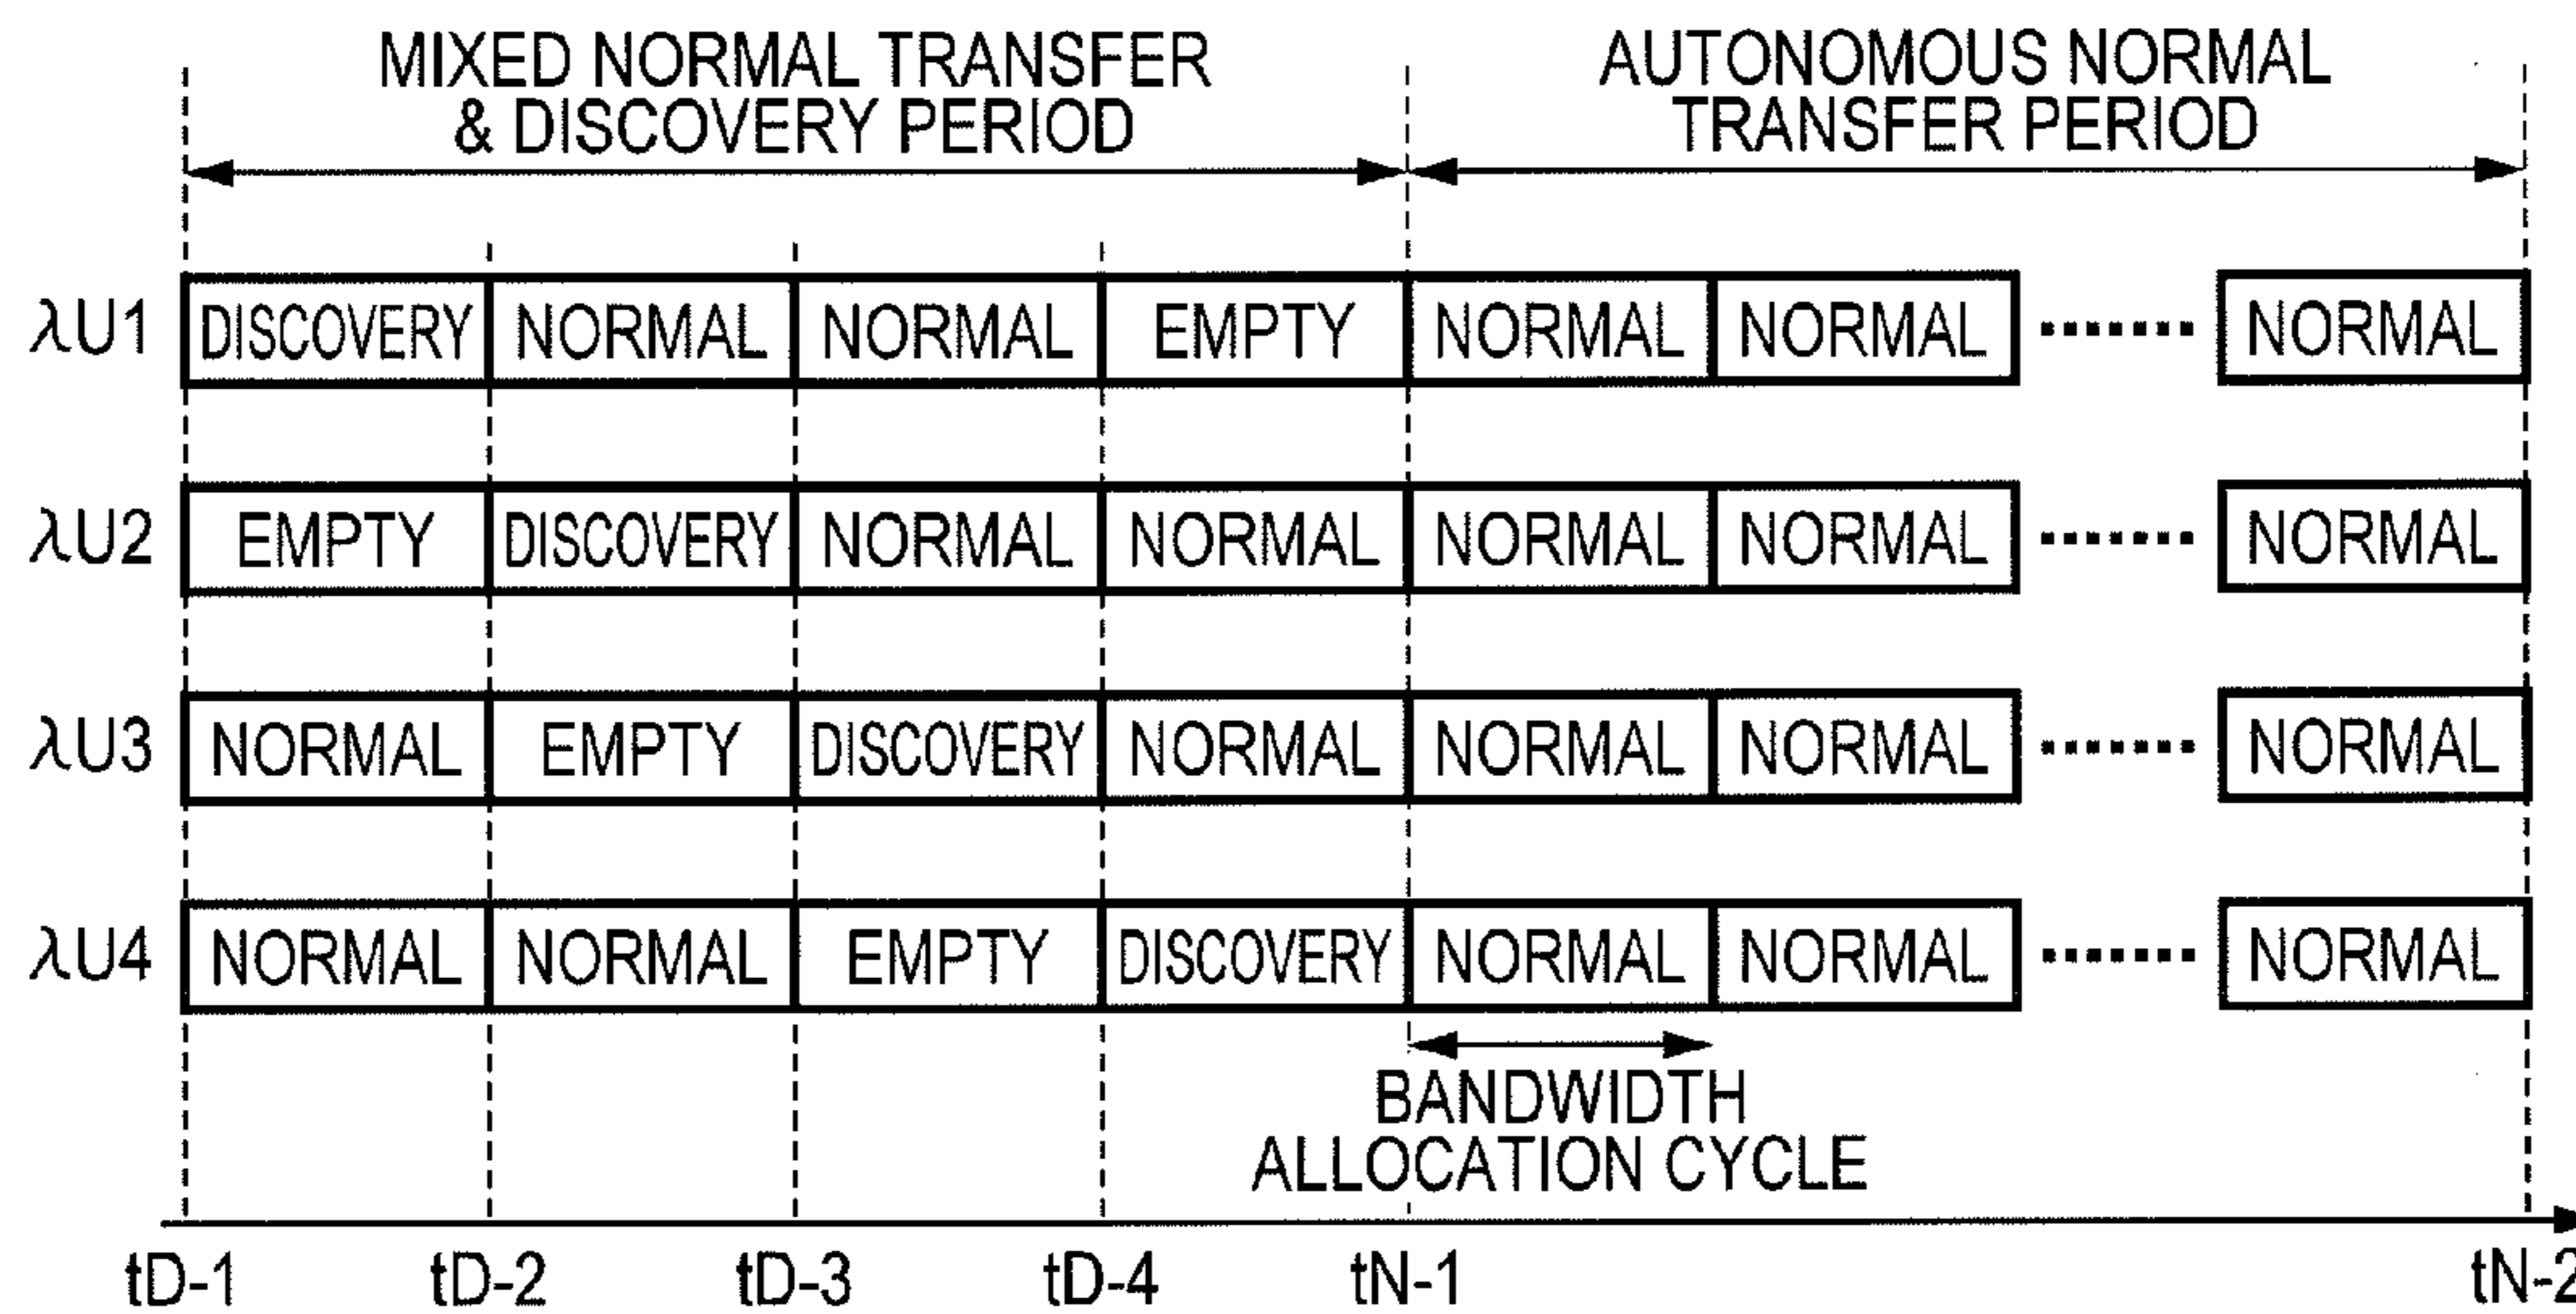 MIXED NORMAL TRANSFER
& DISCOVERY PERIOD
AUTONOMOUS NORMAL
TRANSFER PERIOD
λU1 DISCOVERY NORMAL NORMAL EMPTY NORMAL NORMAL NORMAL
λU2 EMPTY DISCOVERY NORMAL NORMAL NORMAL NORMAL NORMAL
λU3 NORMAL EMPTY DISCOVERY NORMAL NORMAL NORMAL NORMAL
λU4 NORMAL NORMAL EMPTY DISCOVERY NORMAL NORMAL NORMAL
BANDWIDTH
ALLOCATION CYCLE
tD-1 tD-2 tD-3 tD-4 tN-1 tN-2